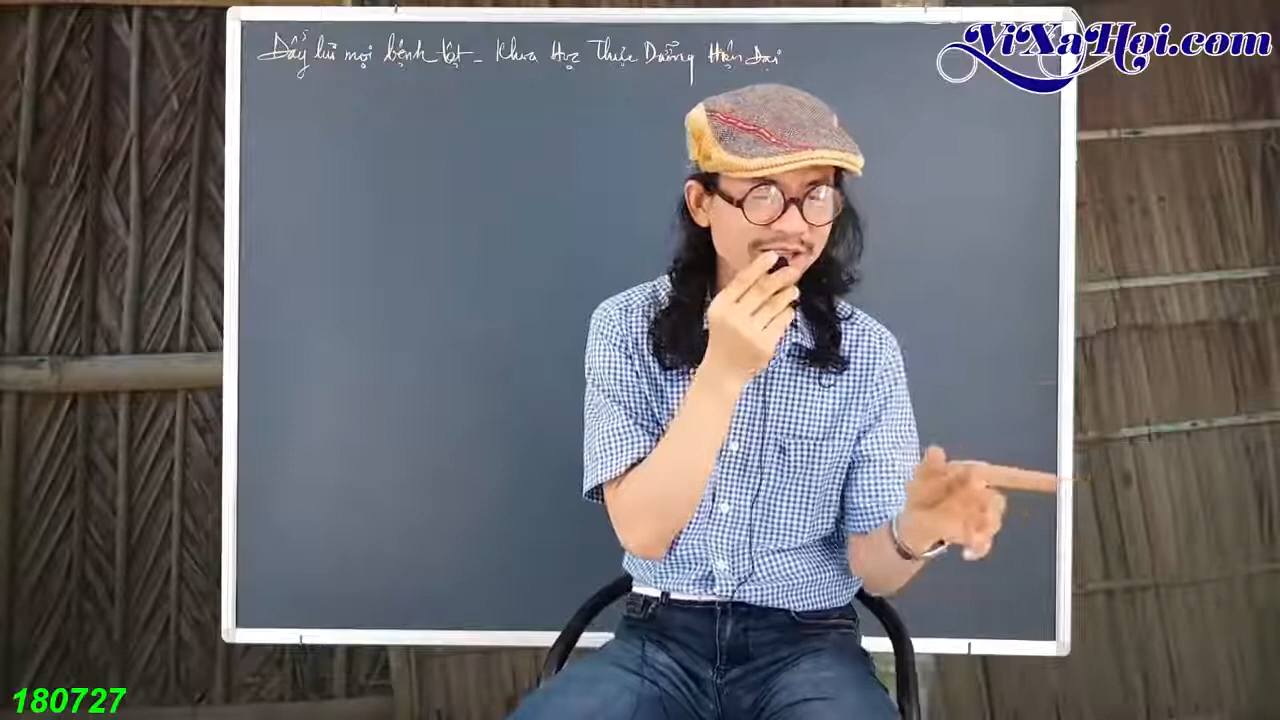 Đẩy lùi mọi bệnh tật - Khoa Học Thực Dưỡng Hiện Đại
ViXaHoi.com
180727